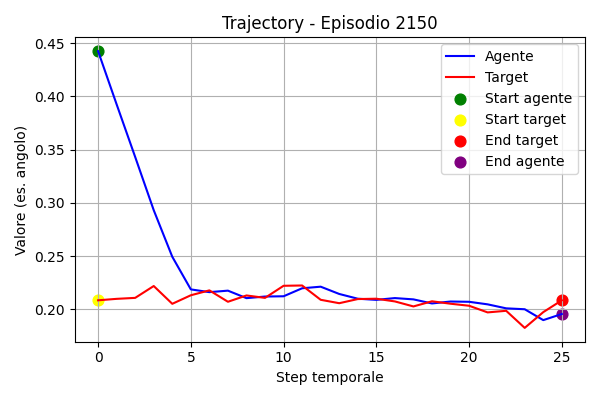 Trajectory - Episodio 2150
Valore (es. angolo)
0.45
0.40
0.35
0.30
0.25
0.20
Agente
Target
Start agente
Start target
End target
End agente
0 5 10 15 20 25
Step temporale